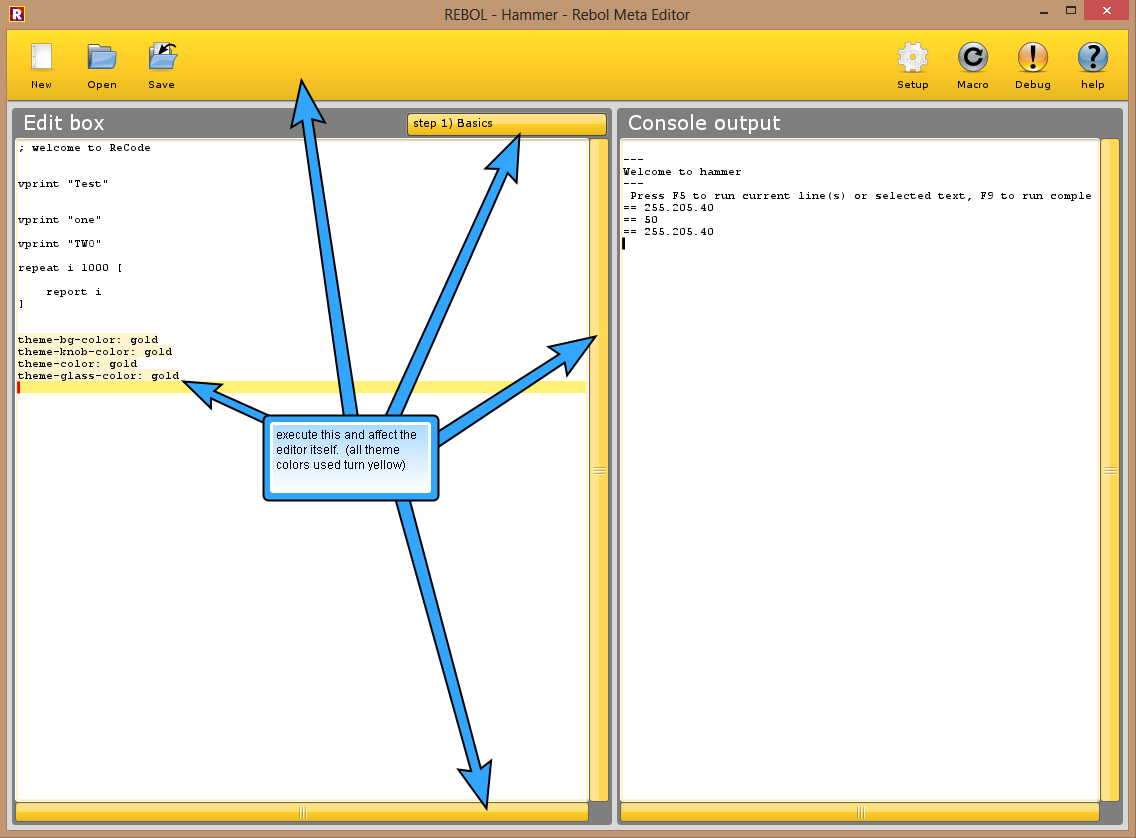 REBOL - Hammer - Rebol Meta Editor
New Open Save Setup Macro Debug help
Edit box
step 1) Basics
; welcome to ReCode
vprint "Test"
vprint "one"
vprint "TWO"
repeat i 1000 [
report i
]
theme-bg-color: gold
theme-knob-color: gold
theme-color: gold
theme-glass-color: gold
execute this and affect the
editor itself. (all theme
colors used turn yellow)
Console output
---
Welcome to hammer
---
Press F5 to run current line(s) or selected text, F9 to run comple
== 255.205.40
== 50
== 255.205.40